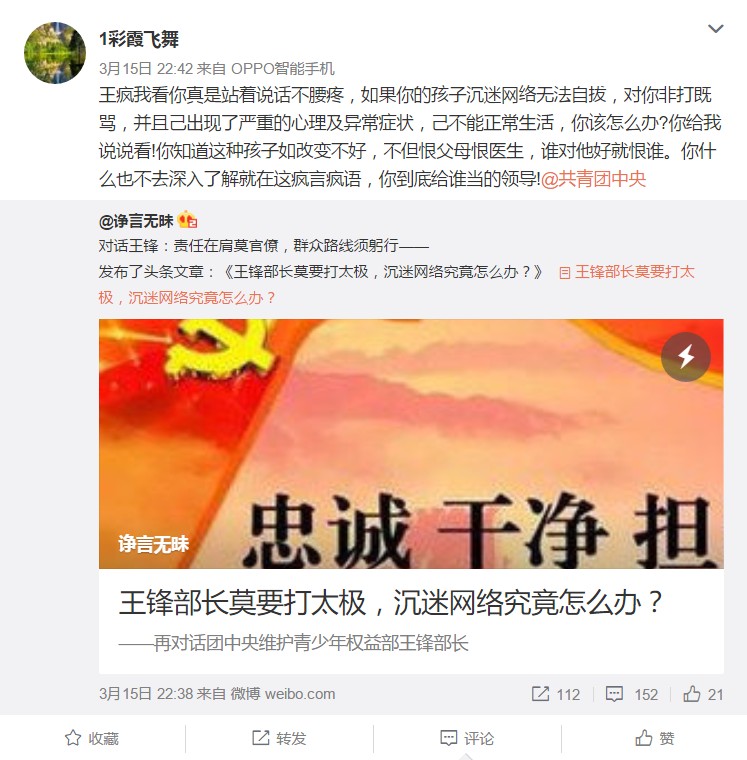 1彩霞飞舞
3月15日 22:42 来自 OPPO智能手机
王疯我看你真是站着说话不腰疼，如果你的孩子沉迷网络无法自拔，对你非打既
骂，并且己出现了严重的心理及异常症状，己不能正常生活，你该怎么办?你给我
说说看!你知道这种孩子如改变不好，不但恨父母恨医生，谁对他好就恨谁。你什
么也不去深入了解就在这疯言疯语，你到底给谁当的领导!@共青团中央
@诤言无昧
对话王锋：责任在肩莫官僚，群众路线须躬行——
发布了头条文章：《王锋部长莫要打太极，沉迷网络究竟怎么办？》 王锋部长莫要打太
极，沉迷网络究竟怎么办？
忠诚 干净 担
诤言无昧
王锋部长莫要打太极，沉迷网络究竟怎么办？
——再对话团中央维护青少年权益部王锋部长
3月15日 22:38 来自 微博 weibo.com 112 152 21
收藏 转发 评论 赞